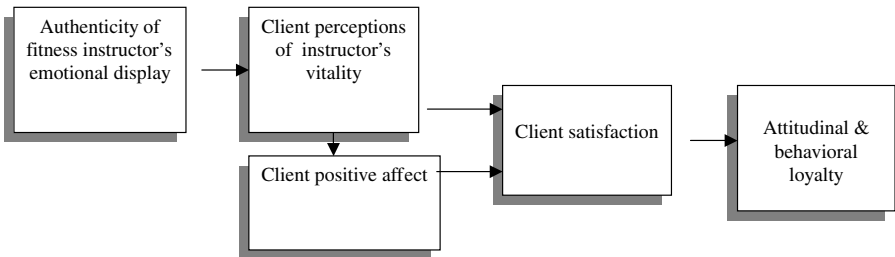 Authenticity of
fitness instructor's
emotional display
Client perceptions
of instructor's
vitality
Client positive affect
Client satisfaction
Attitudinal &
behavioral
loyalty